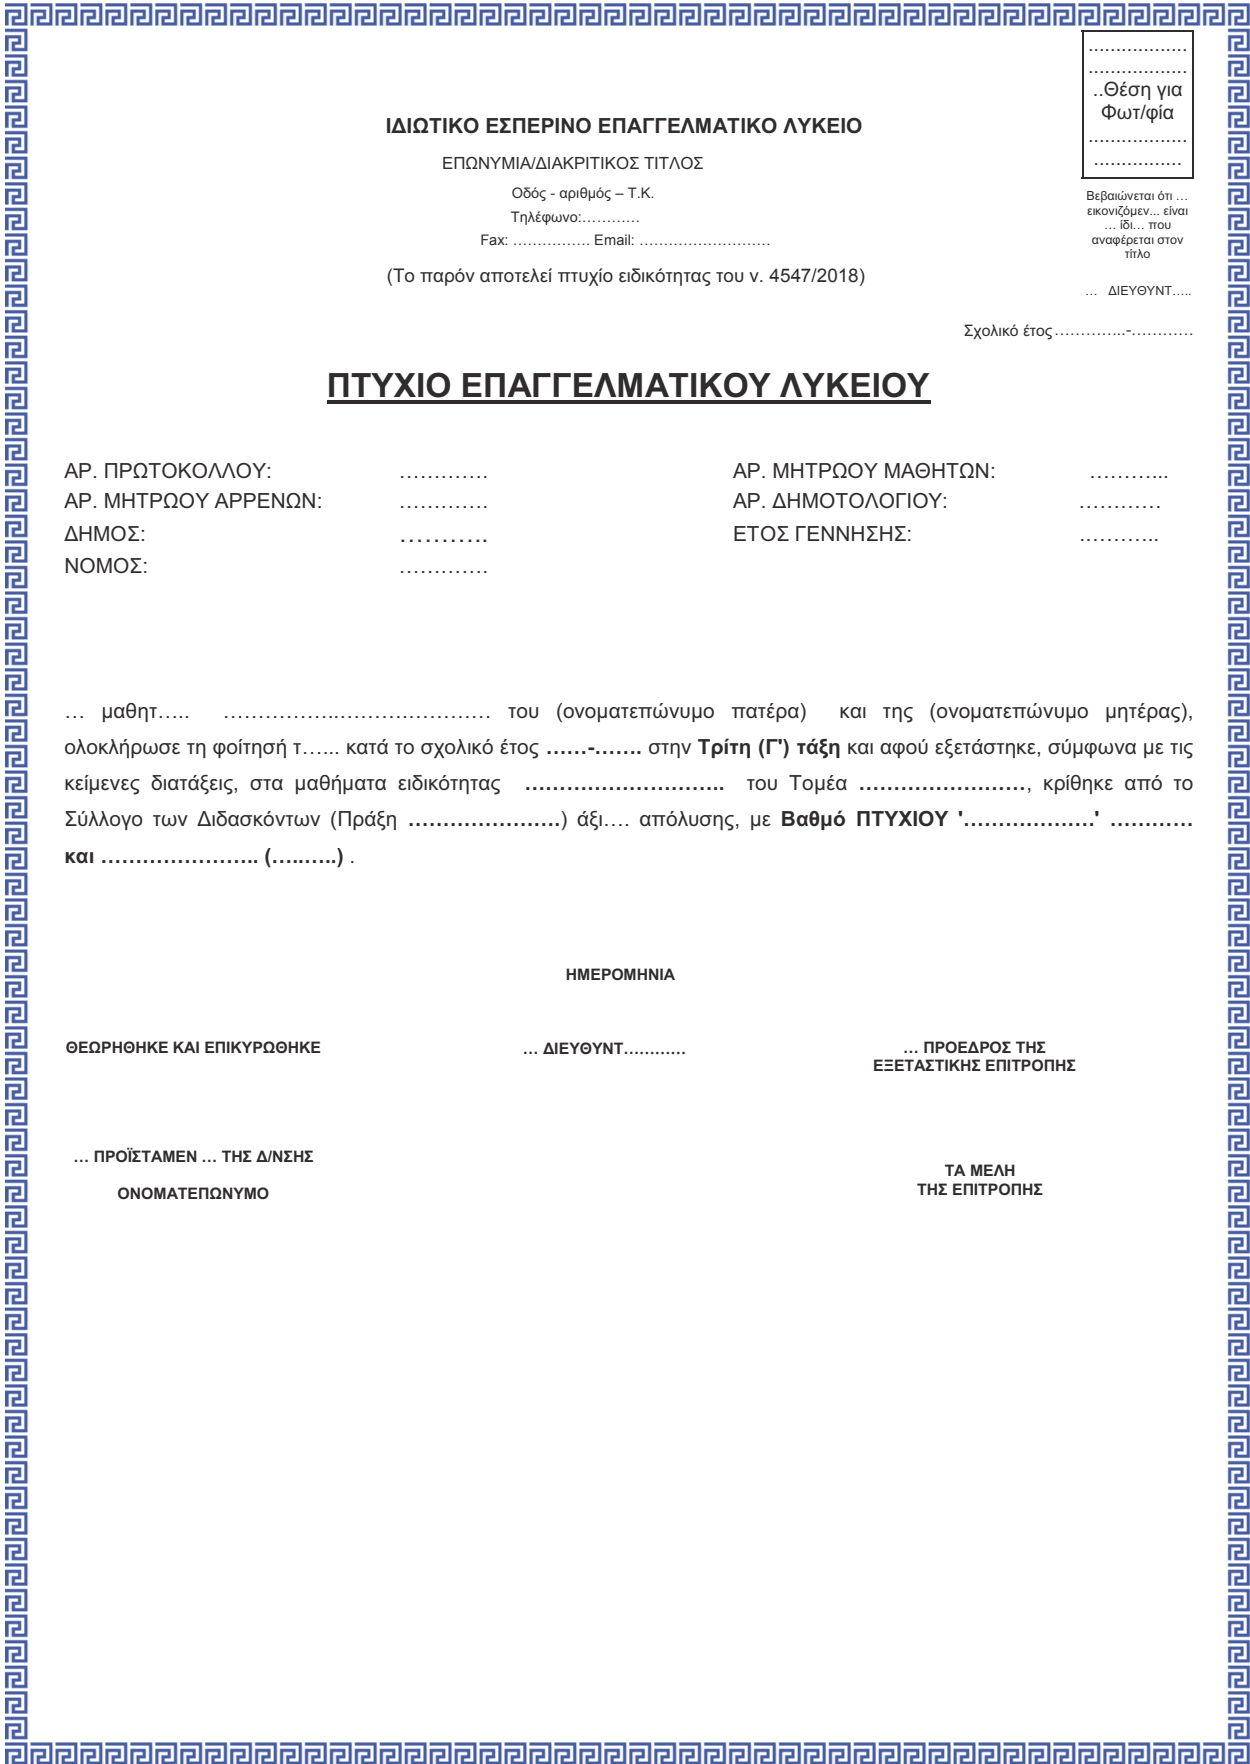 ..................
..................
..Θέση για
Φωτ/φία
..................
................
ΙΔΙΩΤΙΚΟ ΕΣΠΕΡΙΝΟ ΕΠΑΓΓΕΛΜΑΤΙΚΟ ΛΥΚΕΙΟ
ΕΠΩΝΥΜΙΑ/ΔΙΑΚΡΙΤΙΚΟΣ ΤΙΤΛΟΣ
Οδός - αριθμός – Τ.Κ.
Τηλέφωνο:…………
Fax: ……………. Email: ………………………
(Το παρόν αποτελεί πτυχίο ειδικότητας του ν. 4547/2018)
Βεβαιώνεται ότι …
εικονιζόμεν... είναι
… ίδι… που
αναφέρεται στον
τίτλο
… ΔΙΕΥΘΥΝΤ…..
Σχολικό έτος…………..-…………
ΠΤΥΧΙΟ ΕΠΑΓΓΕΛΜΑΤΙΚΟΥ ΛΥΚΕΙΟΥ
ΑΡ. ΠΡΩΤΟΚΟΛΛΟΥ: …………. ΑΡ. ΜΗΤΡΩΟΥ ΜΑΘΗΤΩΝ: ………...
ΑΡ. ΜΗΤΡΩΟΥ ΑΡΡΕΝΩΝ: …………. ΑΡ. ΔΗΜΟΤΟΛΟΓΙΟΥ: …………
ΔΗΜΟΣ: ……….. ΕΤΟΣ ΓΕΝΝΗΣΗΣ: ………..
ΝΟΜΟΣ: ………….
… μαθητ….. ……………..………………… του (ονοματεπώνυμο πατέρα) και της (ονοματεπώνυμο μητέρας),
ολοκλήρωσε τη φοίτησή τ…... κατά το σχολικό έτος ……-……. στην Τρίτη (Γ') τάξη και αφού εξετάστηκε, σύμφωνα με τις
κείμενες διατάξεις, στα μαθήματα ειδικότητας ……………………….. του Τομέα ……………………, κρίθηκε από το
Σύλλογο των Διδασκόντων (Πράξη ………………….) άξι…. απόλυσης, με Βαθμό ΠΤΥΧΙΟΥ '………………' …………
και ………………….. (…..…..) .
ΗΜΕΡΟΜΗΝΙΑ
ΘΕΩΡΗΘΗΚΕ ΚΑΙ ΕΠΙΚΥΡΩΘΗΚΕ … ΔΙΕΥΘΥΝΤ………… … ΠΡΟΕΔΡΟΣ ΤΗΣ
ΕΞΕΤΑΣΤΙΚΗΣ ΕΠΙΤΡΟΠΗΣ
… ΠΡΟΪΣΤΑΜΕΝ … ΤΗΣ Δ/ΝΣΗΣ
ΤΑ ΜΕΛΗ
ΟΝΟΜΑΤΕΠΩΝΥΜΟ ΤΗΣ ΕΠΙΤΡΟΠΗΣ